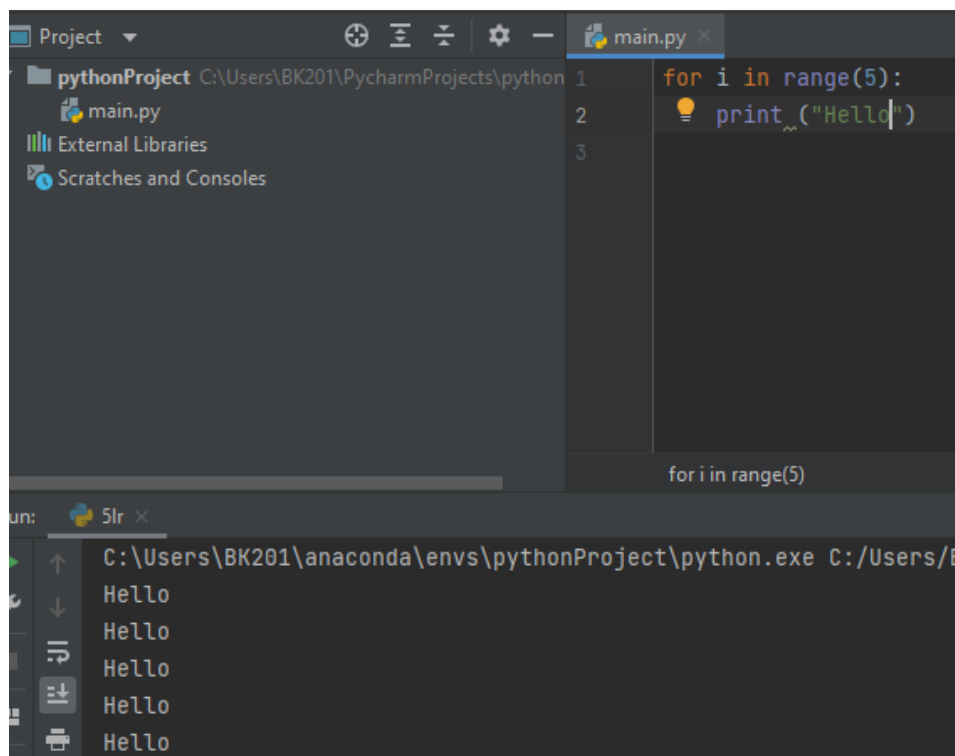 Project
pythonProject C:\Users\BK201\PycharmProjects\python
main.py
External Libraries
Scratches and Consoles
main.py
1 for i in range(5):
2 print ("Hello")
3
for i in range(5)
un: 5lr
C:\Users\BK201\anaconda\envs\pythonProject\python.exe C:/Users/
Hello
Hello
Hello
Hello
Hello